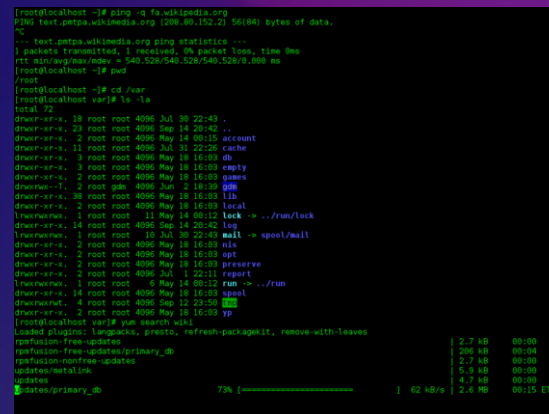 [root@localhost ~]# ping -q fa.wikipedia.org
PING text.pmtpa.wikimedia.org (208.80.152.2) 56(84) bytes of data.
^C
--- text.pmtpa.wikimedia.org ping statistics ---
1 packets transmitted, 1 received, 0% packet loss, time 0ms
rtt min/avg/max/mdev = 540.528/540.528/540.528/0.000 ms
[root@localhost ~]# pwd
/root
[root@localhost ~]# cd /var
[root@localhost var]# ls -la
total 72
drwxr-xr-x. 18 root root 4096 Jul 30 22:43 .
drwxr-xr-x. 23 root root 4096 Sep 14 20:42 ..
drwxr-xr-x. 2 root root 4096 May 14 00:15 account
drwxr-xr-x. 11 root root 4096 Jul 31 22:26 cache
drwxr-xr-x. 3 root root 4096 May 18 16:03 db
drwxr-xr-x. 3 root root 4096 May 18 16:03 empty
drwxr-xr-x. 2 root root 4096 May 18 16:03 games
drwxrwx--T. 2 root gdm 4096 Jun 2 18:39 gdm
drwxr-xr-x. 38 root root 4096 May 18 16:03 lib
drwxr-xr-x. 2 root root 4096 May 18 16:03 local
lrwxrwxrwx. 1 root root 11 May 14 00:12 lock -> ../run/lock
drwxr-xr-x. 14 root root 4096 Sep 14 20:42 log
lrwxrwxrwx. 1 root root 10 Jul 30 22:43 mail -> spool/mail
drwxr-xr-x. 2 root root 4096 May 18 16:03 nis
drwxr-xr-x. 2 root root 4096 May 18 16:03 opt
drwxr-xr-x. 2 root root 4096 May 18 16:03 preserve
drwxr-xr-x. 2 root root 4096 Jul 1 22:11 report
lrwxrwxrwx. 1 root root 6 May 14 00:12 run -> ../run
drwxr-xr-x. 14 root root 4096 May 18 16:03 spool
drwxrwxrwt. 4 root root 4096 Sep 12 23:50 tmp
drwxr-xr-x. 2 root root 4096 May 18 16:03 yp
[root@localhost var]# yum search wiki
Loaded plugins: langpacks, presto, refresh-packagekit, remove-with-leaves
rpmfusion-free-updates | 2.7 kB 00:00
rpmfusion-free-updates/primary_db | 206 kB 00:04
rpmfusion-nonfree-updates | 2.7 kB 00:00
updates/metalink | 5.9 kB 00:00
updates | 4.7 kB 00:00
updates/primary_db 73% [======================== ] 62 kB/s | 2.6 MB 00:15 ET